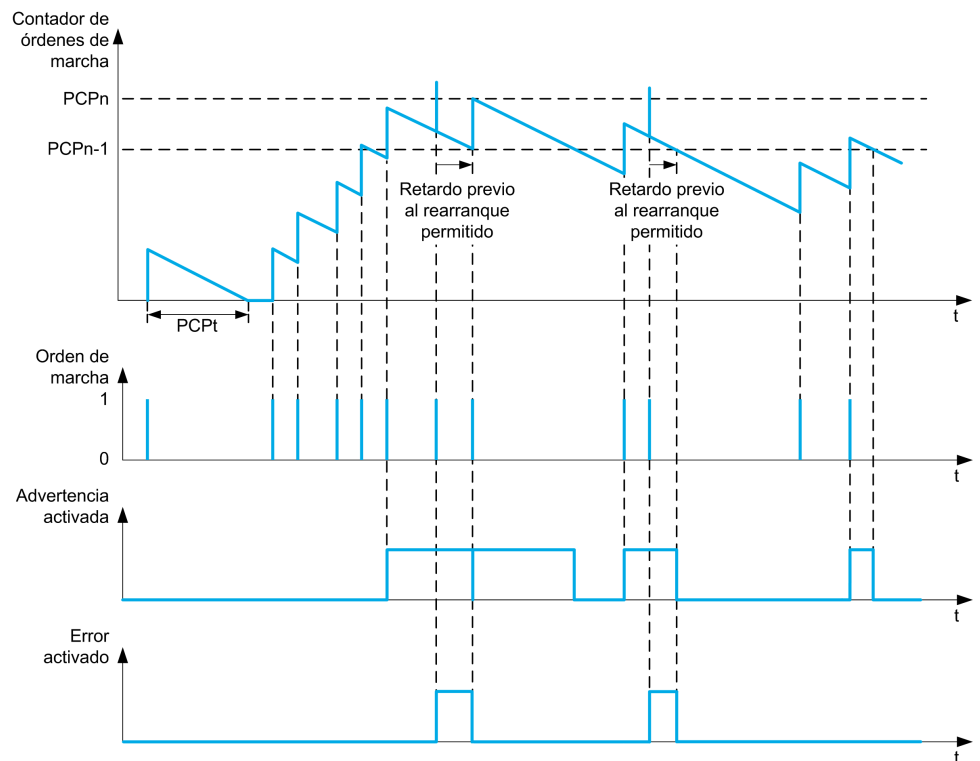 Contador de
órdenes de
marcha
PCPn
PCPn-1
Retardo previo
al rearranque
permitido
Retardo previo
al rearranque
permitido
PCPt
t
Orden de
marcha
1
0
t
Advertencia
activada
t
Error
activado
t